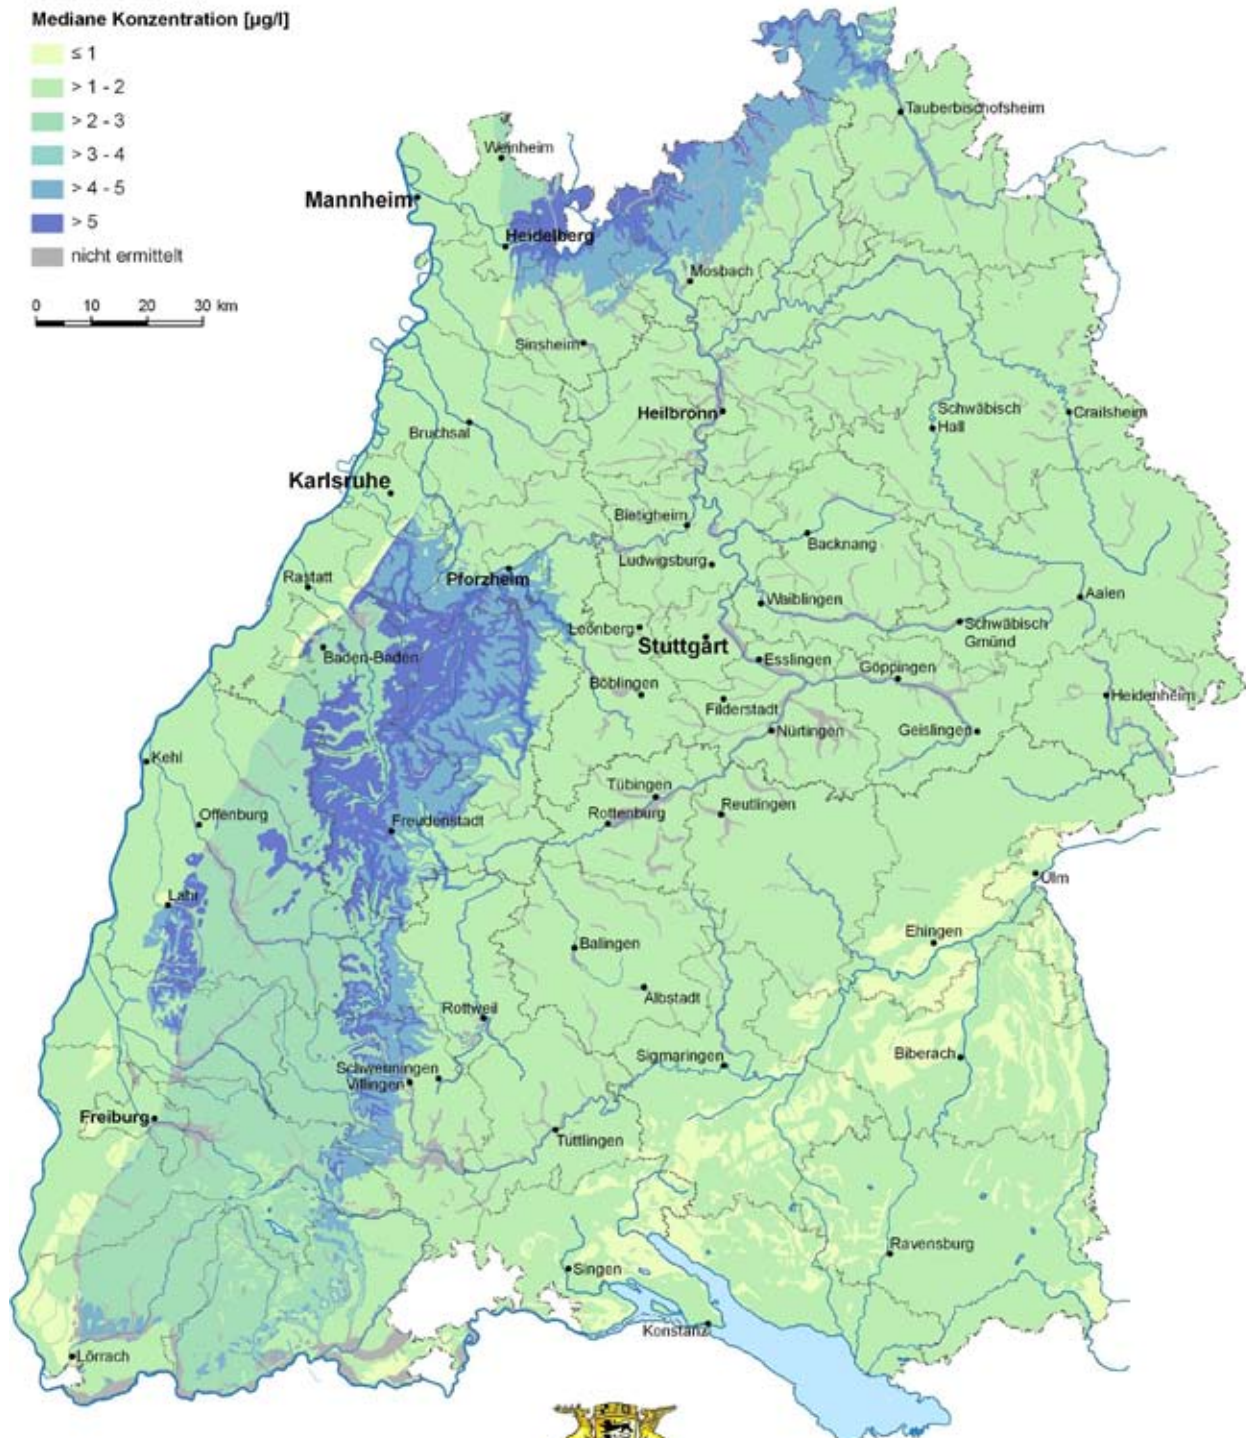 Mediane Konzentration [µg/l]
≤ 1
> 1 - 2
> 2 - 3
> 3 - 4
> 4 - 5
> 5
nicht ermittelt
0 10 20 30 km
Tauberbischofsheim
Weinheim
Mannheim
Heidelberg
Mosbach
Sinsheim
Heilbronn
Schwäbisch
Hall
Crailsheim
Bruchsal
Karlsruhe
Bietigheim
Backnang
Ludwigsburg
Pforzheim
Rastatt
Waiblingen
Aalen
Leonberg
Schwäbisch
Gmünd
Stuttgart
Baden-Baden
Esslingen
Göppingen
Böblingen
Heidenheim
Filderstadt
Nürtingen
Geislingen
Kehl
Tübingen
Reutlingen
Offenburg
Rottenburg
Freudenstadt
Ulm
Lahr
Ehingen
Balingen
Albstadt
Rottweil
Biberach
Sigmaringen
Schwenningen
Villingen
Freiburg
Tuttlingen
Ravensburg
Singen
Konstanz
Lörrach